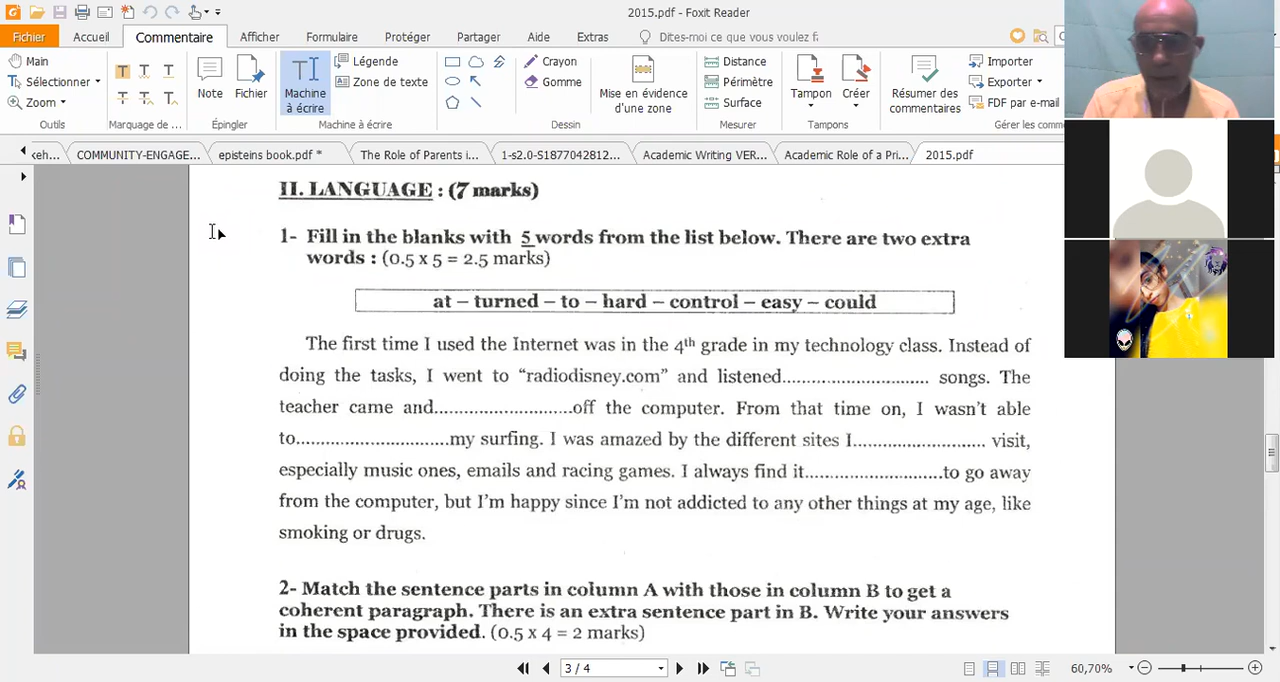 2015.pdf - Foxit Reader
Fichier Accueil Commentaire Afficher Formulaire Protéger Partager Aide Extras Dites-moi ce que vous voulez f.
Main
Sélectionner
Zoom
Outils
T T T
T T T
Marquage de ...
Note
Fichier
Épingler
Machine
à écrire
Légende
Zone de texte
Machine à écrire
Crayon
Gomme
Dessin
Mise en évidence
d'une zone
Distance
Périmètre
Surface
Mesurer
Tampon
Créer
Tampons
Résumer des
commentaires
Importer
Exporter
FDF par e-mail
Gérer les comm
keh... COMMUNITY-ENGAGE... episteins book.pdf * The Role of Parents i... 1-s2.0-S1877042812... Academic Writing VER... Academic Role of a Pri... 2015.pdf
II. LANGUAGE : (7 marks)
1- Fill in the blanks with 5 words from the list below. There are two extra
words : (0.5 x 5 = 2.5 marks)
at – turned – to – hard – control – easy – could
The first time I used the Internet was in the 4th grade in my technology class. Instead of
doing the tasks, I went to “radiodisney.com” and listened.............................. songs. The
teacher came and............................off the computer. From that time on, I wasn't able
to...............................my surfing. I was amazed by the different sites I........................... visit,
especially music ones, emails and racing games. I always find it............................to go away
from the computer, but I'm happy since I'm not addicted to any other things at my age, like
smoking or drugs.
2- Match the sentence parts in column A with those in column B to get a
coherent paragraph. There is an extra sentence part in B. Write your answers
in the space provided. (0.5 x 4 = 2 marks)
3 / 4
60,70%